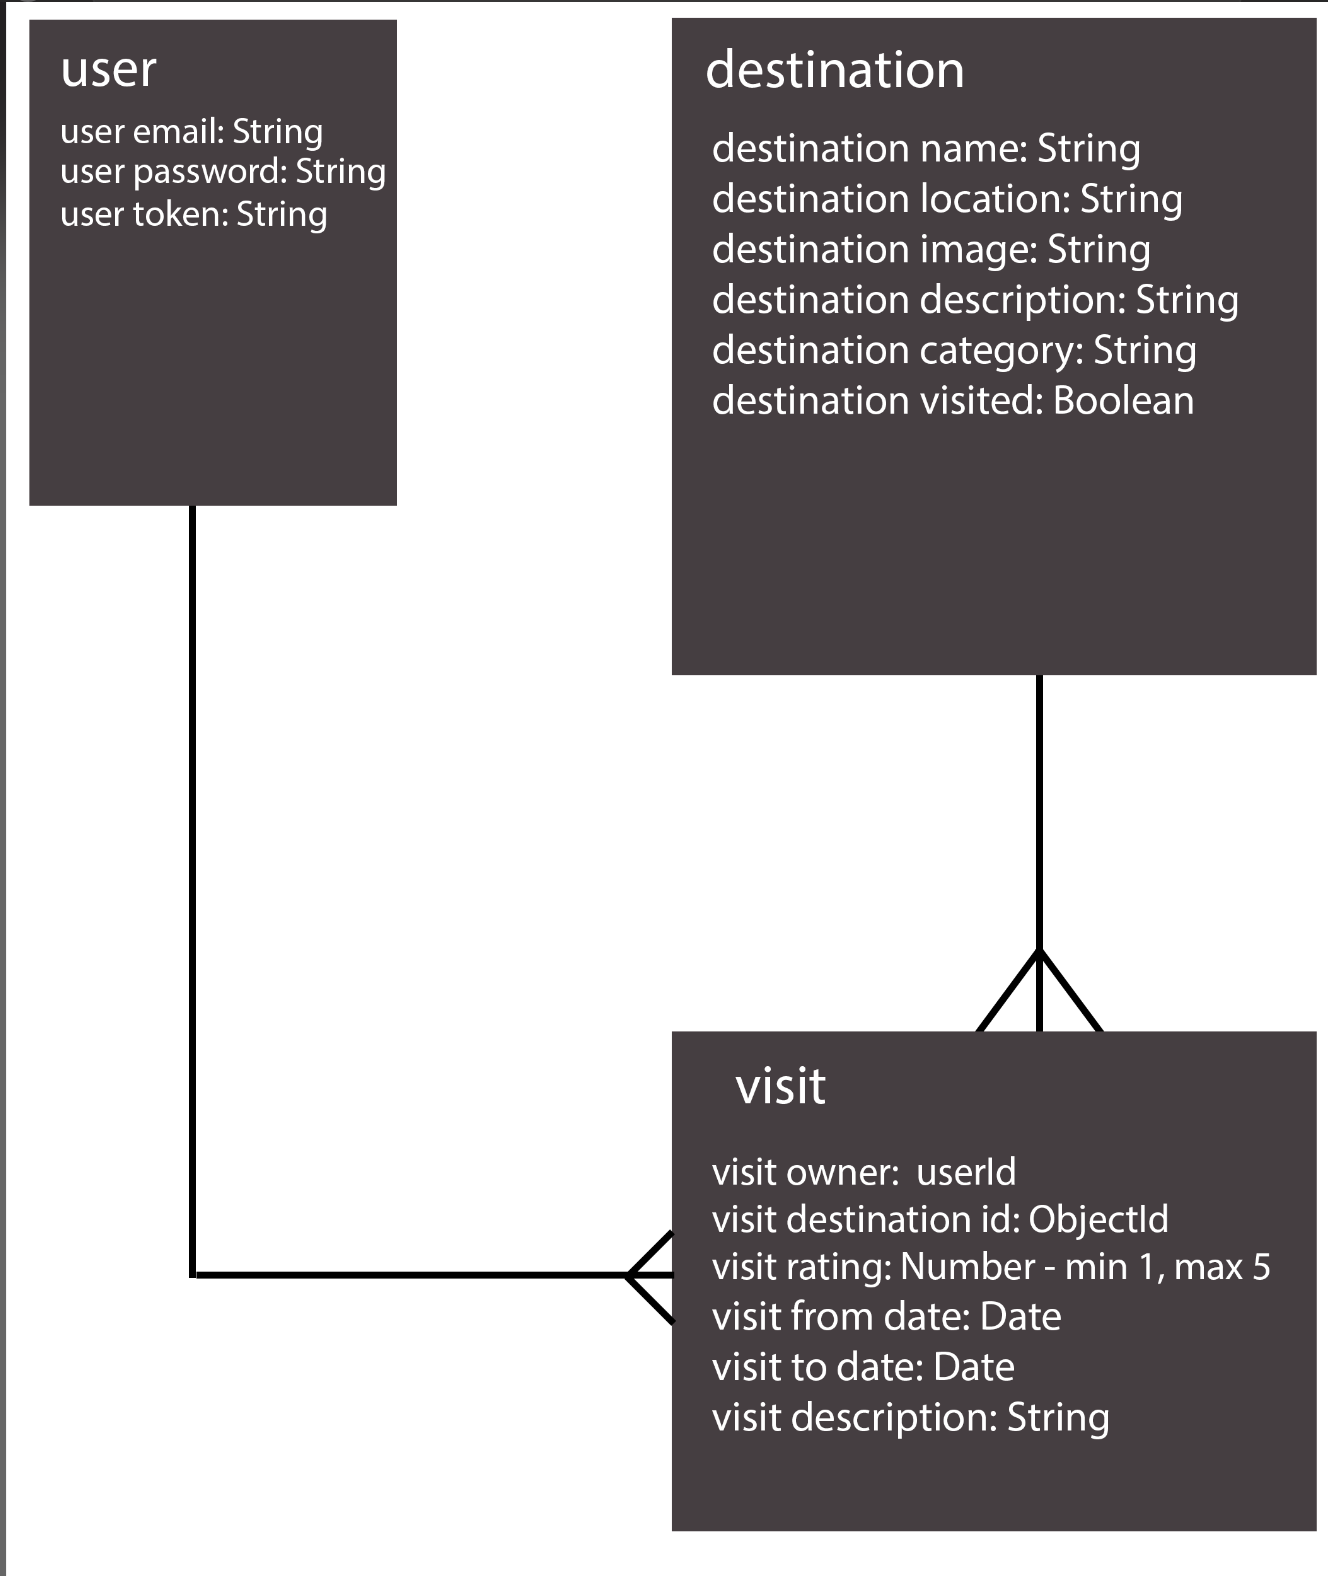 user
user email: String
user password: String
user token: String
destination
destination name: String
destination location: String
destination image: String
destination description: String
destination category: String
destination visited: Boolean
visit
visit owner:  userId
visit destination id: ObjectId
visit rating: Number - min 1, max 5
visit from date: Date
visit to date: Date
visit description: String